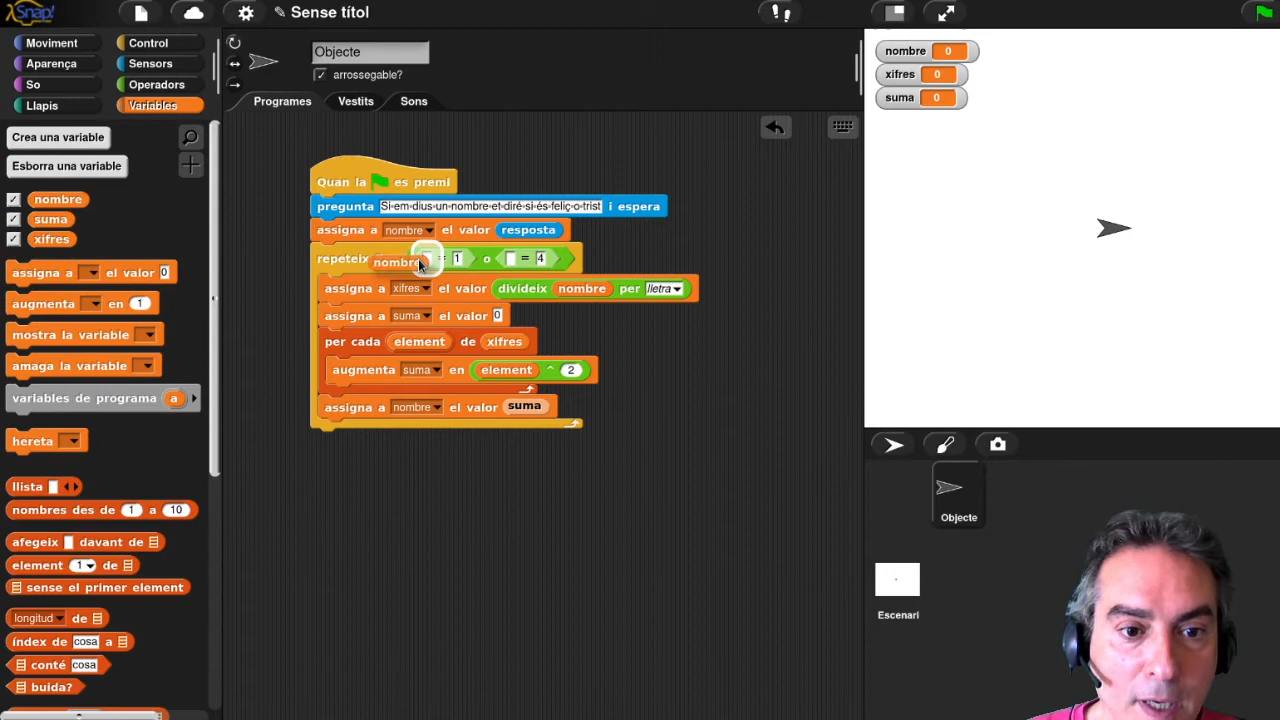 Snap!
Sense títol
Moviment
Control
Aparença
Sensors
So
Operadors
Llapis
Variables
Crea una variable
Esborra una variable
nombre
suma
xifres
assigna a el valor 0
augmenta en 1
mostra la variable
amaga la variable
variables de programa a
hereta
llista
nombres des de 1 a 10
afegeix davant de
element 1 de
sense el primer element
longitud de
índex de cosa a
conté cosa
buida?
Objecte
arrossegable?
Programes
Vestits
Sons
Quan la es premi
pregunta Si·em·dius·un·nombre·et·diré·si·és·feliç·o·trist i espera
assigna a nombre el valor resposta
repeteix nombre = 1 o = 4
assigna a xifres el valor divideix nombre per lletra
assigna a suma el valor 0
per cada element de xifres
augmenta suma en element ^ 2
assigna a nombre el valor suma
nombre 0
xifres 0
suma 0
Objecte
Escenari